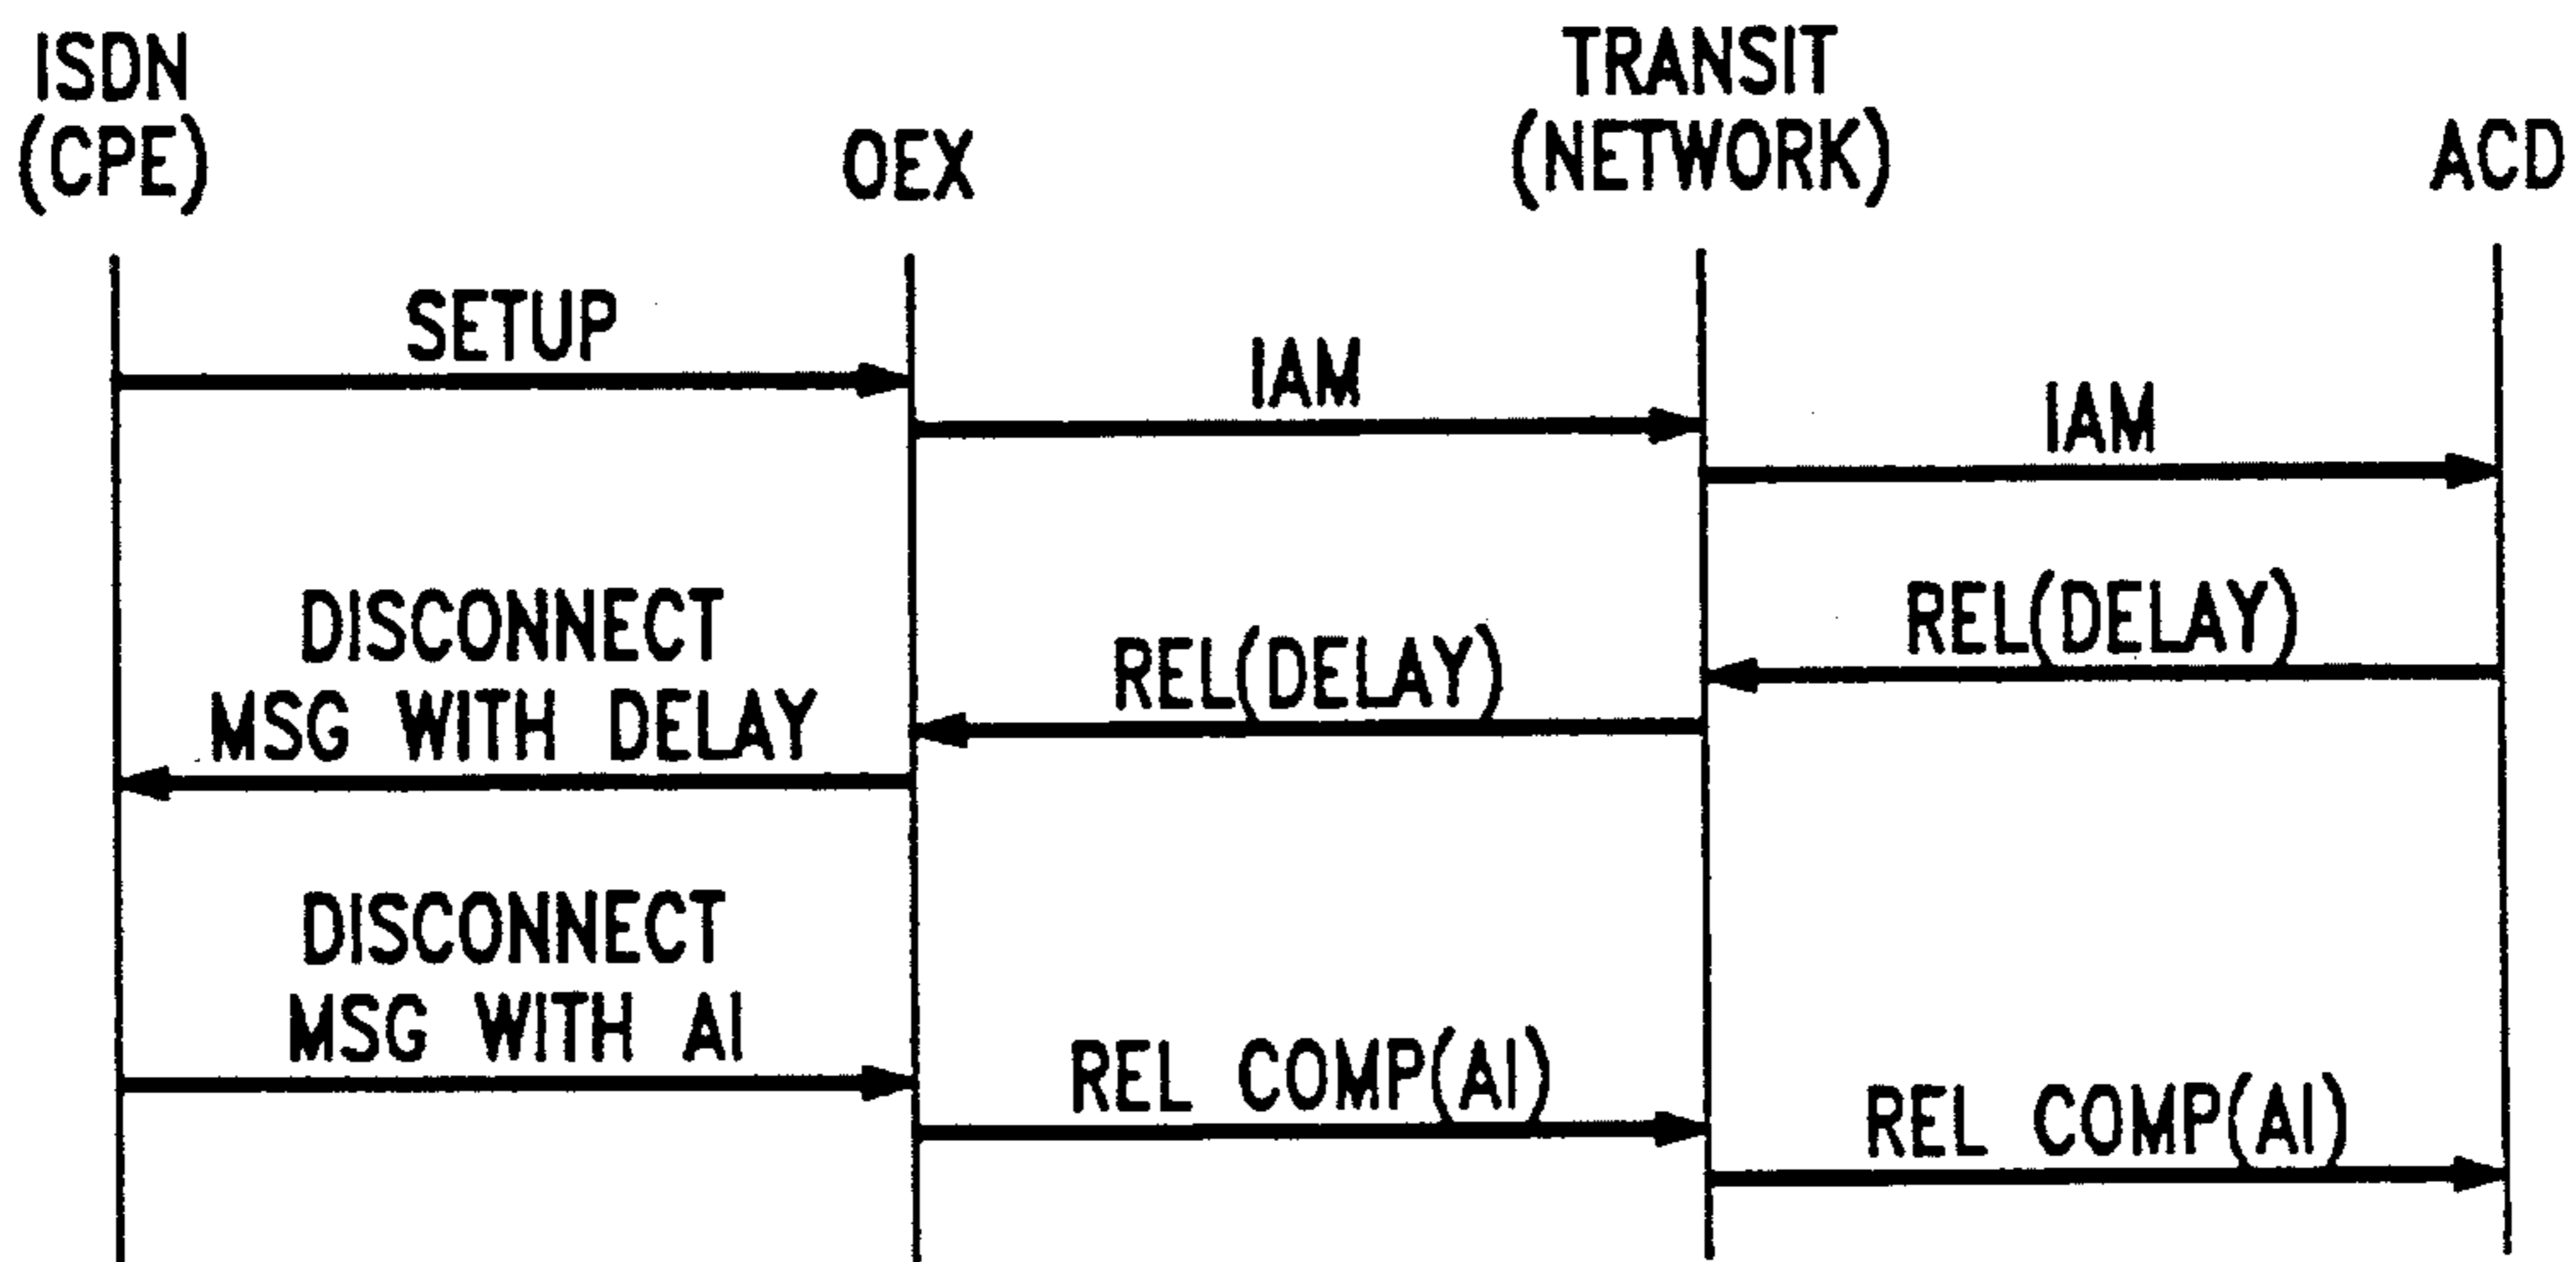 ISDN
(CPE)
OEX
TRANSIT
(NETWORK)
ACD
SETUP
IAM
IAM
REL(DELAY)
REL(DELAY)
DISCONNECT
MSG WITH DELAY
DISCONNECT
MSG WITH AI
REL COMP(AI)
REL COMP(AI)